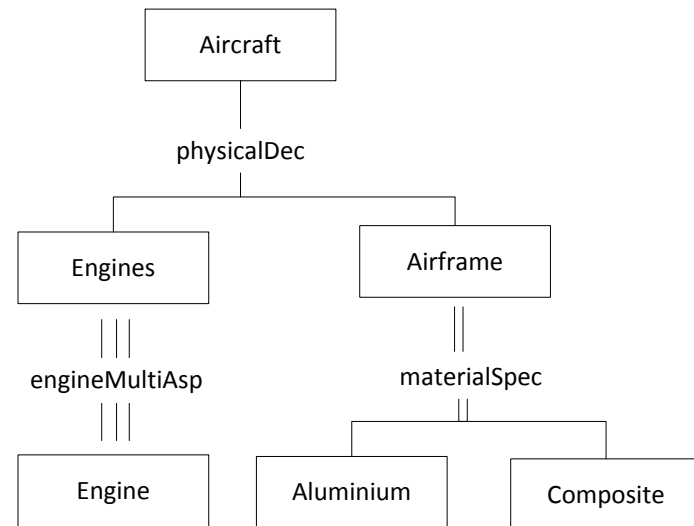 Aircraft
physicalDec
Engines
Airframe
engineMultiAsp
materialSpec
Engine
Aluminium
Composite